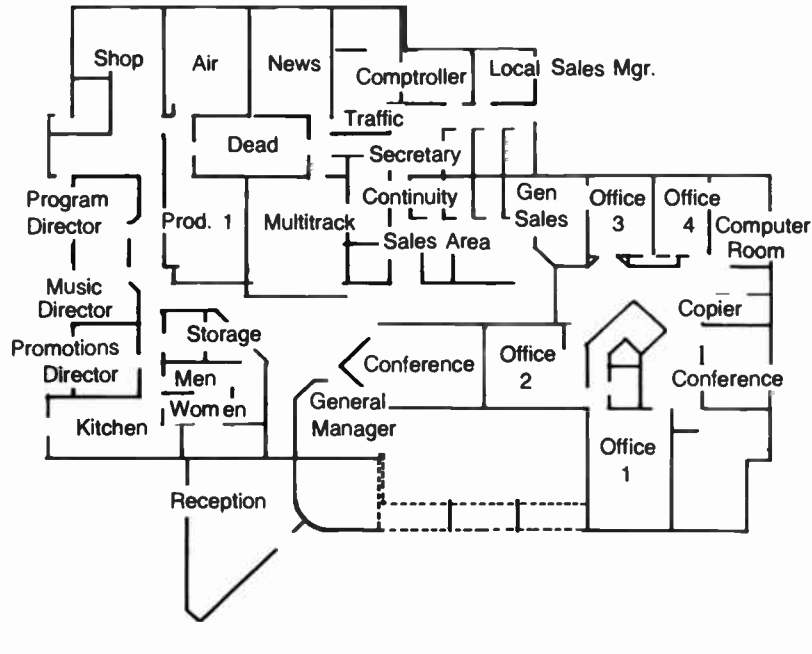 Shop
Air
News
Comptroller
Local Sales Mgr.
Traffic
Dead
Secretary
Program
Director
Prod. 1
Multitrack
Continuity
Gen
Sales
Office
3
Office
4
Computer
Room
Sales Area
Music
Director
Copier
Storage
Promotions
Director
Conference
Office
2
Conference
Men
Women
General
Manager
Kitchen
Office
1
Reception